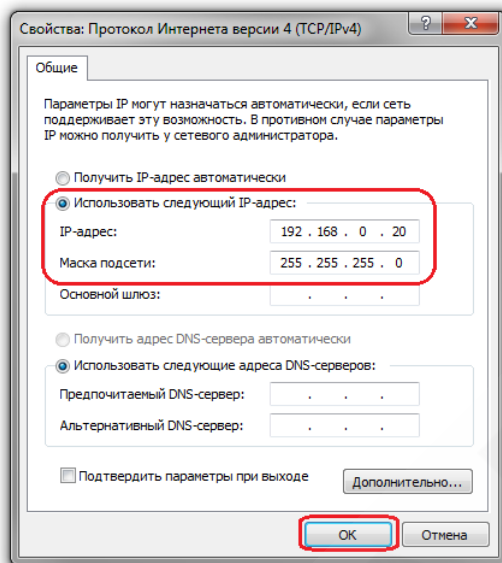 Свойства: Протокол Интернета версии 4 (TCP/IPv4)
Общие
Параметры IP могут назначаться автоматически, если сеть
поддерживает эту возможность. В противном случае параметры
IP можно получить у сетевого администратора.
Получить IP-адрес автоматически
Использовать следующий IP-адрес:
IP-адрес: 192 . 168 . 0 . 20
Маска подсети: 255 . 255 . 255 . 0
Основной шлюз: . . .
Получить адрес DNS-сервера автоматически
Использовать следующие адреса DNS-серверов:
Предпочитаемый DNS-сервер: . . .
Альтернативный DNS-сервер: . . .
Подтвердить параметры при выходе
Дополнительно...
ОК
Отмена